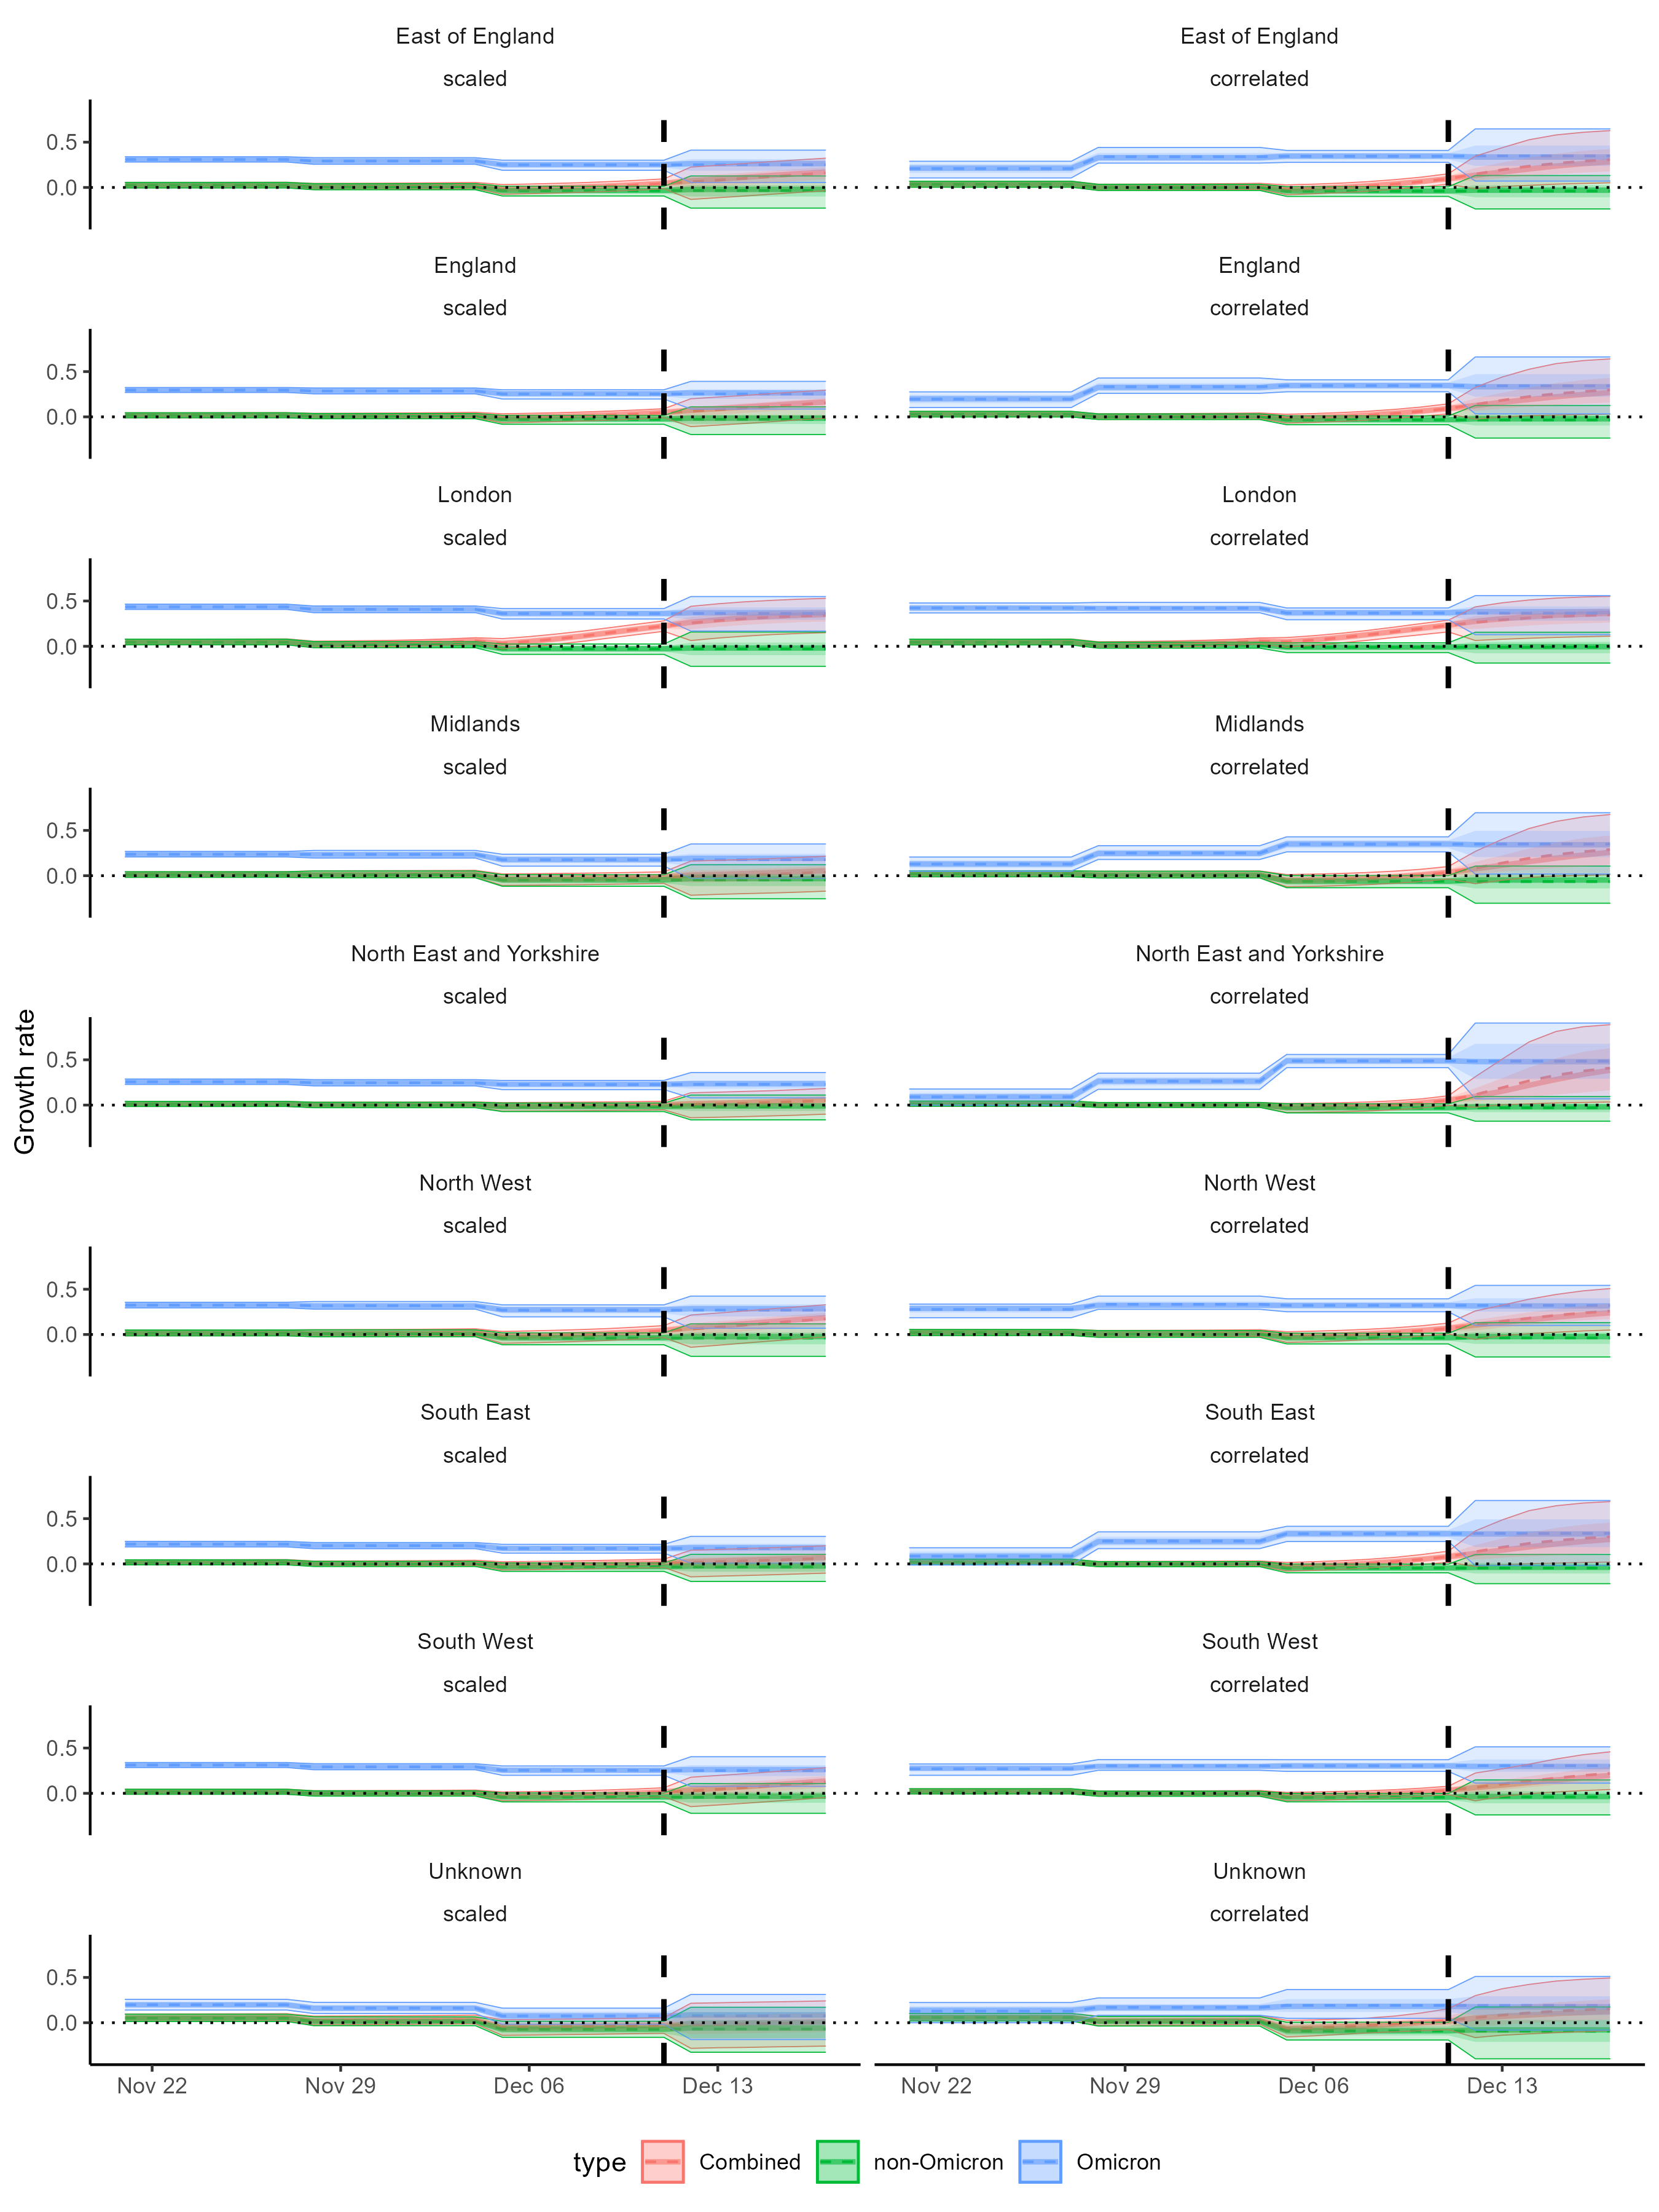 East of England
scaled
East of England
correlated
0.5
0.0
England
scaled
England
correlated
0.5
0.0
London
scaled
London
correlated
0.5
0.0
Midlands
scaled
Midlands
correlated
0.5
0.0
North East and Yorkshire
scaled
North East and Yorkshire
correlated
0.5
0.0
Growth rate
North West
scaled
North West
correlated
0.5
0.0
South East
scaled
South East
correlated
0.5
0.0
South West
scaled
South West
correlated
0.5
0.0
Unknown
scaled
Unknown
correlated
0.5
0.0
Nov 22 Nov 29 Dec 06 Dec 13
Nov 22 Nov 29 Dec 06 Dec 13
type Combined non-Omicron Omicron